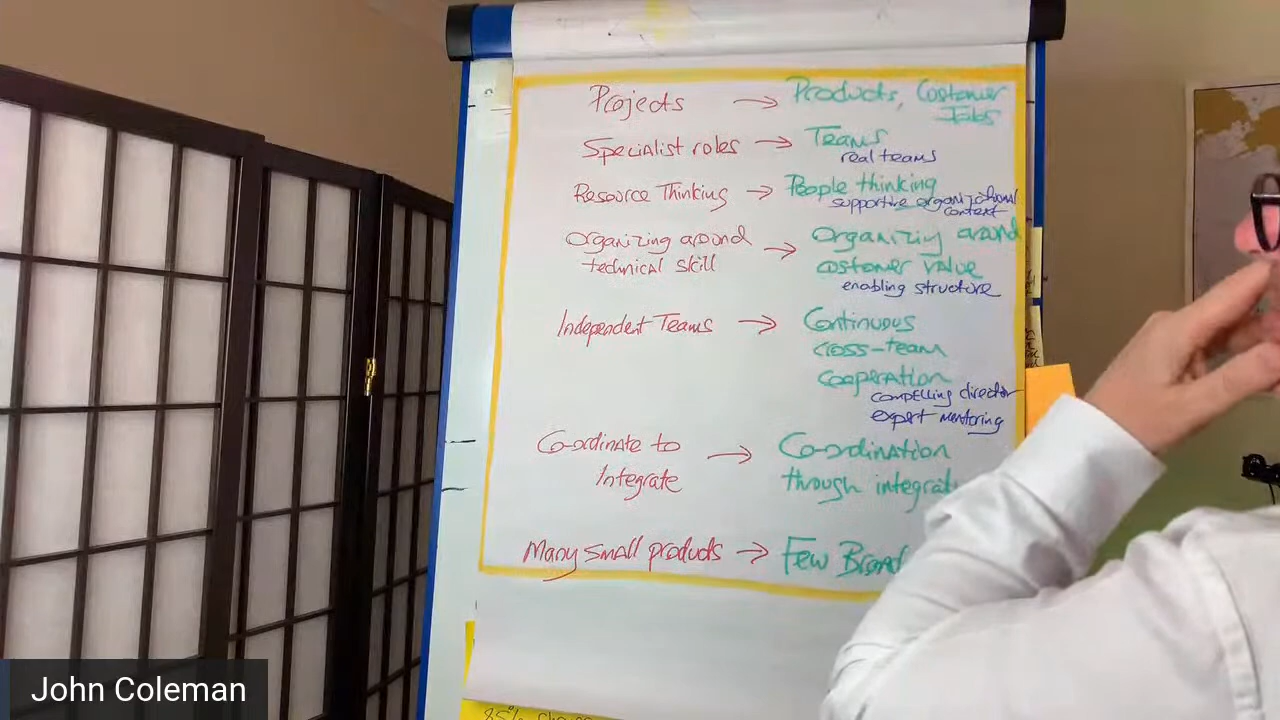 Projects → Products, Customer
Jobs
Specialist roles → Teams
real teams
Resource Thinking → People thinking
supportive organizational
context
Organizing around → Organizing around
technical skill customer value
enabling structure
Independent Teams → Continuous
cross-team
cooperation
compelling direction
expert mentoring
Co-ordinate to → Co-ordination
Integrate through integrat
Many small products → Few Broad
85%
John Coleman